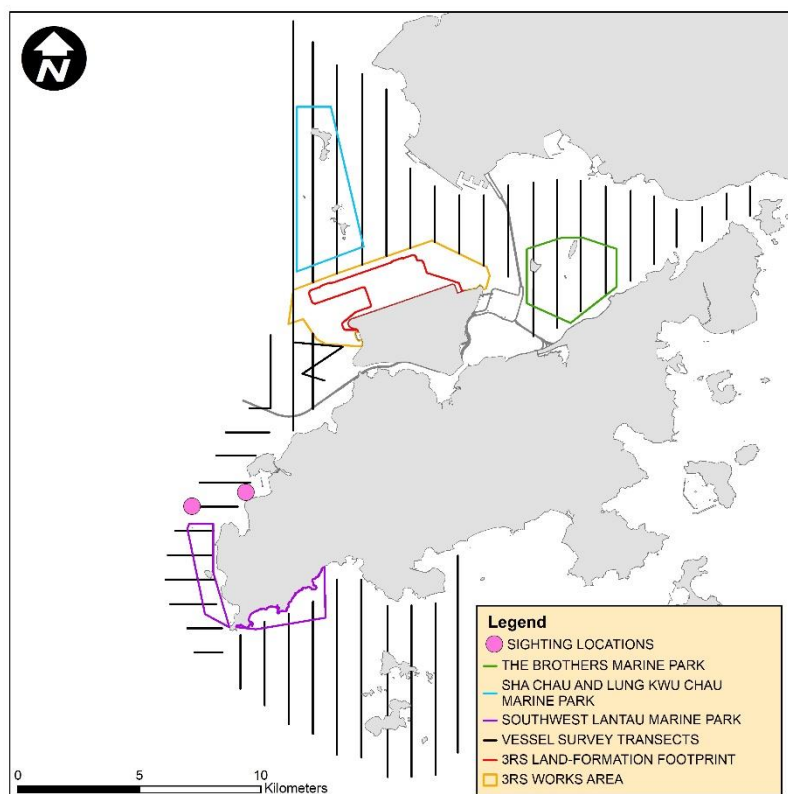 N
Legend
SIGHTING LOCATIONS
THE BROTHERS MARINE PARK
SHA CHAU AND LUNG KWU CHAU
MARINE PARK
SOUTHWEST LANTAU MARINE PARK
VESSEL SURVEY TRANSECTS
3RS LAND-FORMATION FOOTPRINT
3RS WORKS AREA
0 5 10
Kilometers